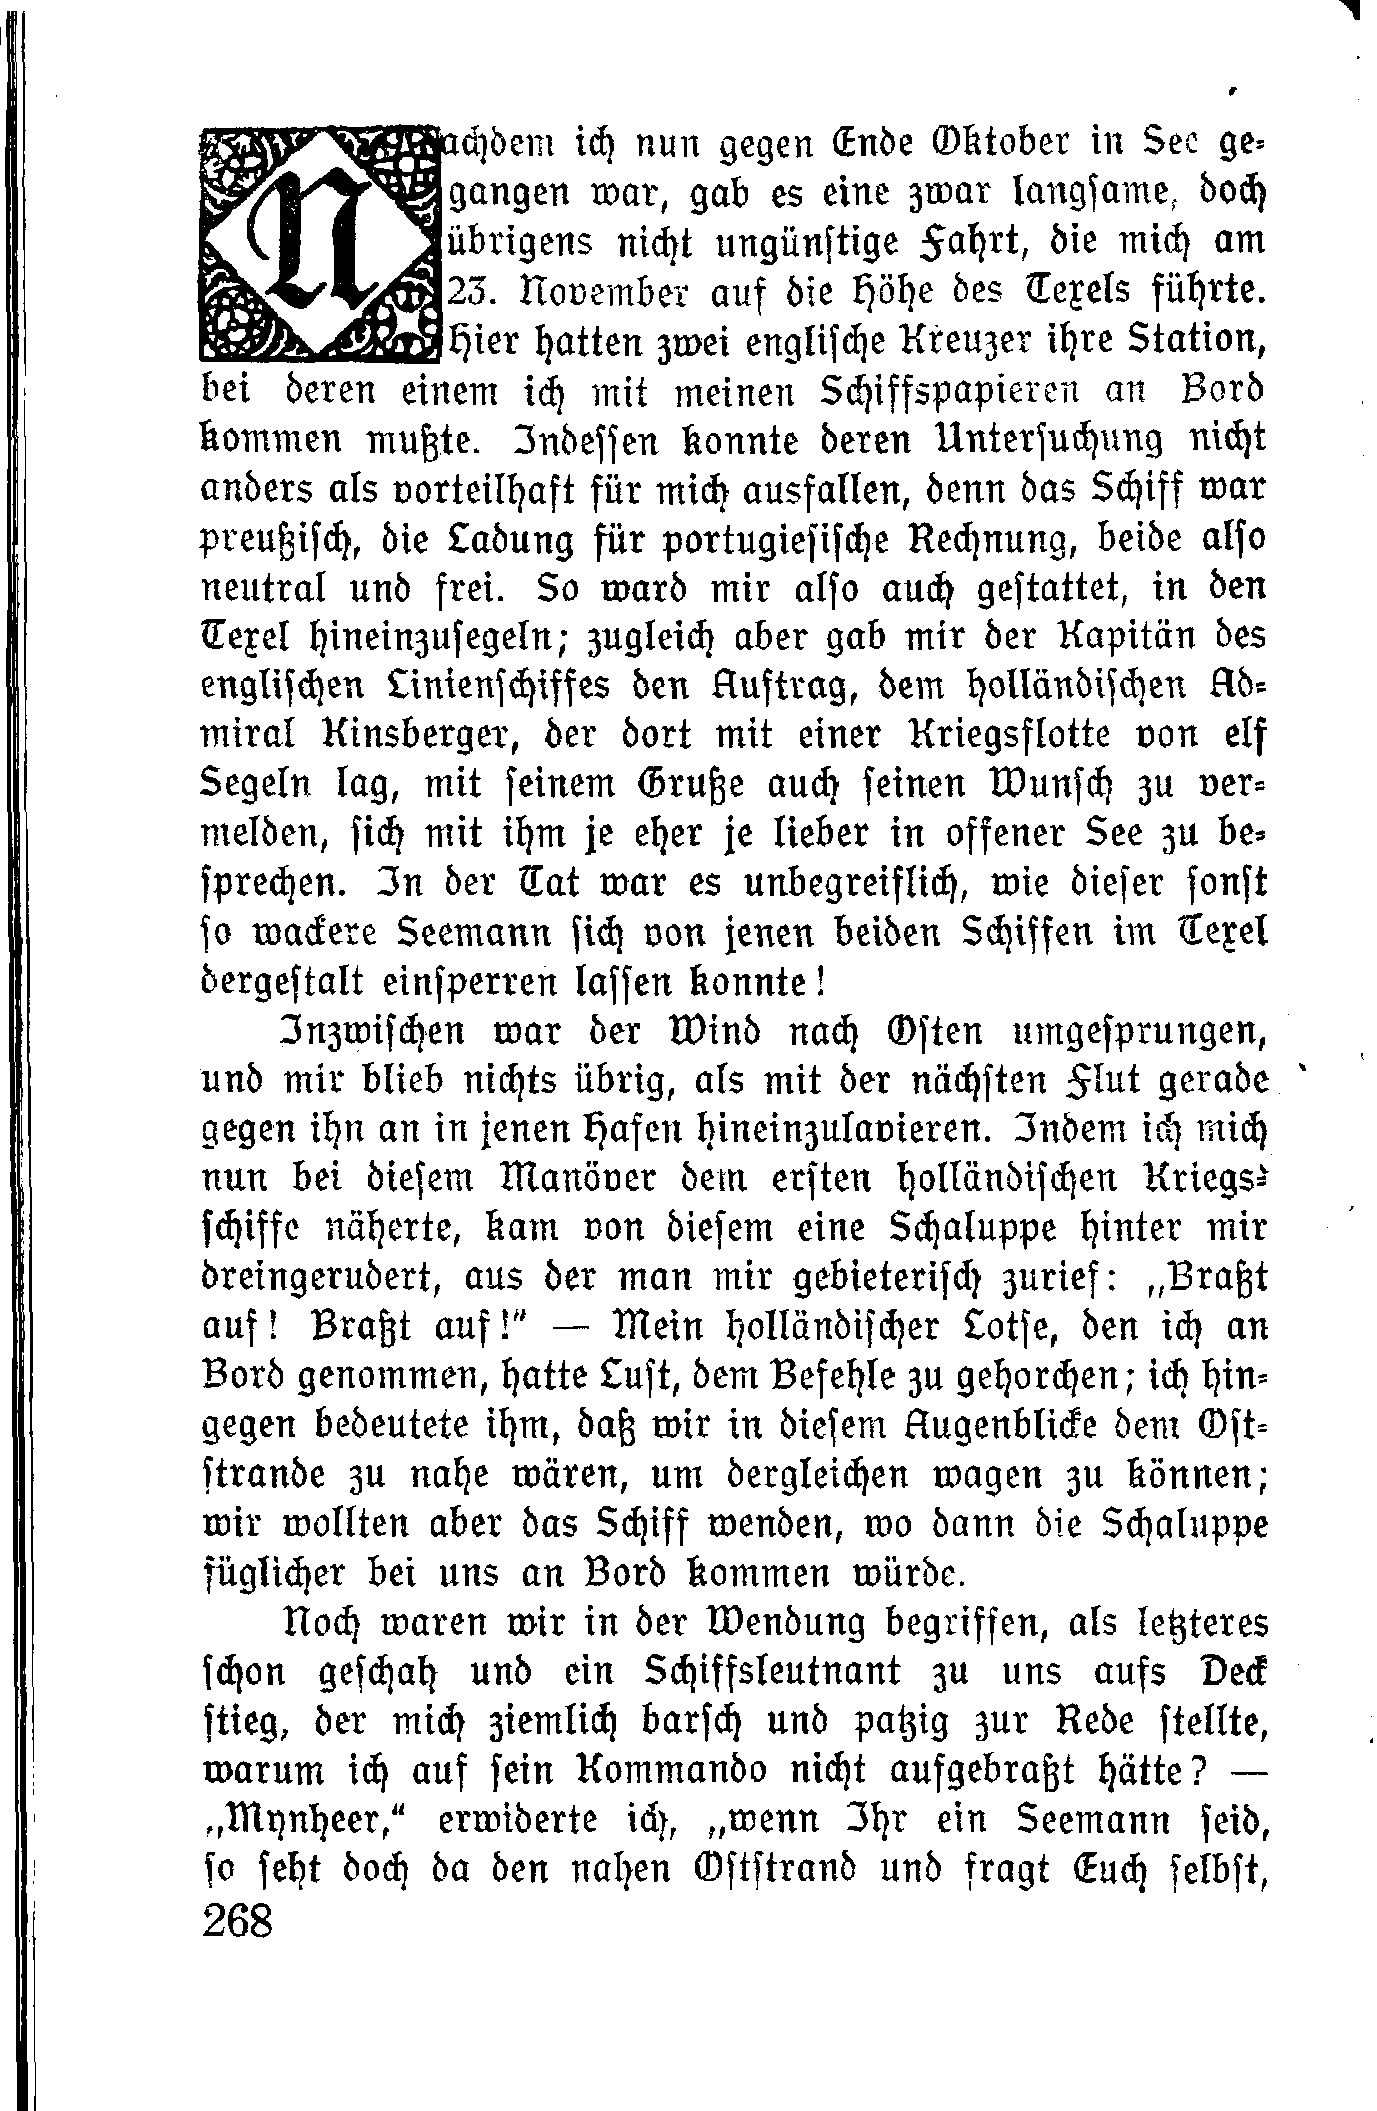 Nachdem ich nun gegen Ende Oktober in See ge-
gangen war, gab es eine zwar langsame, doch
übrigens nicht ungünstige Fahrt, die mich am
23. November auf die Höhe des Texels führte.
Hier hatten zwei englische Kreuzer ihre Station,
bei deren einem ich mit meinen Schiffspapieren an Bord
kommen mußte. Indessen konnte deren Untersuchung nicht
anders als vorteilhaft für mich ausfallen, denn das Schiff war
preußisch, die Ladung für portugiesische Rechnung, beide also
neutral und frei. So ward mir also auch gestattet, in den
Texel hineinzusegeln; zugleich aber gab mir der Kapitän des
englischen Linienschiffes den Auftrag, dem holländischen Ad-
miral Kinsberger, der dort mit einer Kriegsflotte von elf
Segeln lag, mit seinem Gruße auch seinen Wunsch zu ver-
melden, sich mit ihm je eher je lieber in offener See zu be-
sprechen. In der Tat war es unbegreiflich, wie dieser sonst
so wackere Seemann sich von jenen beiden Schiffen im Texel
dergestalt einsperren lassen konnte!
Inzwischen war der Wind nach Osten umgesprungen,
und mir blieb nichts übrig, als mit der nächsten Flut gerade
gegen ihn an in jenen Hafen hineinzulavieren. Indem ich mich
nun bei diesem Manöver dem ersten holländischen Kriegs-
schiffe näherte, kam von diesem eine Schaluppe hinter mir
dreingerudert, aus der man mir gebieterisch zurief: „Braßt
auf! Braßt auf!" — Mein holländischer Lotse, den ich an
Bord genommen, hatte Lust, dem Befehle zu gehorchen; ich hin-
gegen bedeutete ihm, daß wir in diesem Augenblicke dem Ost-
strande zu nahe wären, um dergleichen wagen zu können;
wir wollten aber das Schiff wenden, wo dann die Schaluppe
füglicher bei uns an Bord kommen würde.
Noch waren wir in der Wendung begriffen, als letzteres
schon geschah und ein Schiffsleutnant zu uns aufs Deck
stieg, der mich ziemlich barsch und patzig zur Rede stellte,
warum ich auf sein Kommando nicht aufgebraßt hätte? —
„Mynheer," erwiderte ich, „wenn Ihr ein Seemann seid,
so seht doch da den nahen Oststrand und fragt Euch selbst,
268